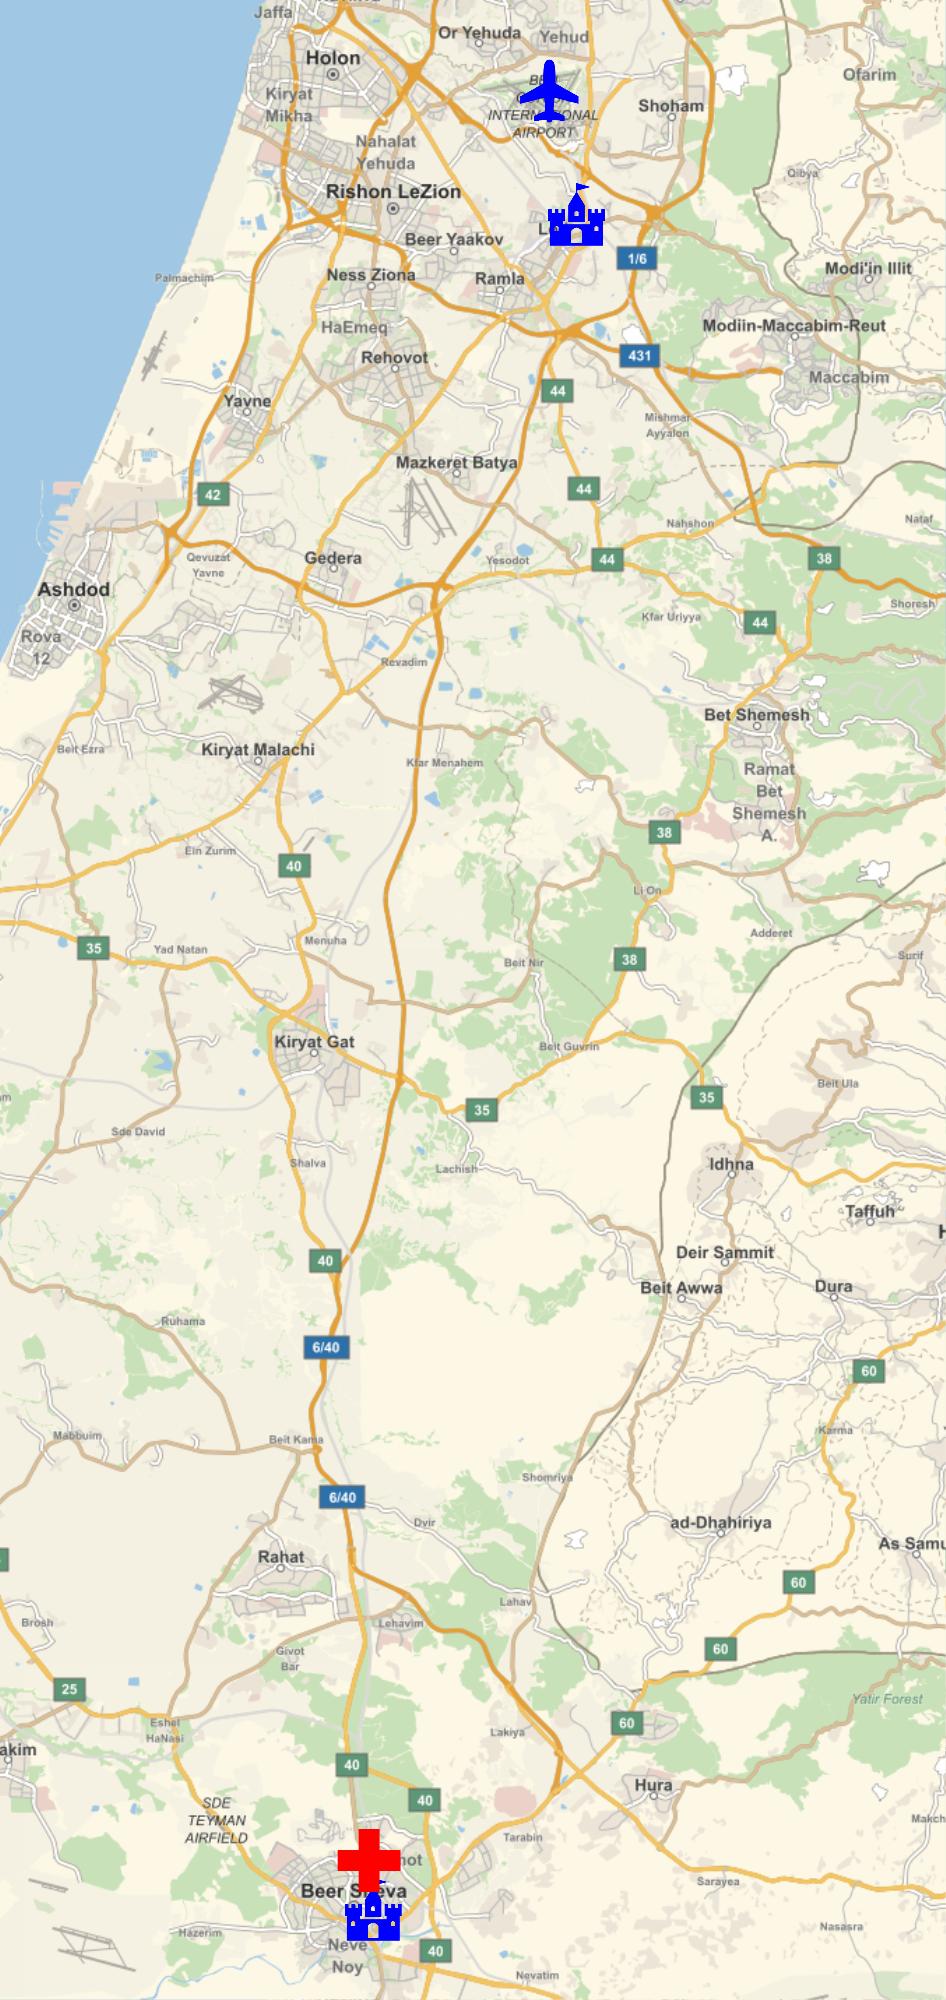 Jaffa
Or Yehuda
Yehud
Holon
Ofarim
Kiryat
Mikha
Shoham
INTERNATIONAL
AIRPORT
Nahalat
Yehuda
Qibya
Rishon LeZion
Beer Yaakov
1/6
Modi'in Illit
Ness Ziona
Ramla
Palmachim
HaEmeq
Modiin-Maccabim-Reut
Rehovot
431
Maccabim
44
Yavne
Mishmar
Ayyalon
Mazkeret Batya
42
44
Nahshon
Nataf
Qevuzat
Yavne
Gedera
Yesodot
44
38
Ashdod
Shoresh
Kfar Uriyya
44
Rova
12
Revadim
Bet Shemesh
Beit Ezra
Kiryat Malachi
Kfar Menahem
Ramat
Bet
Shemesh
A.
38
Ein Zurim
40
Li On
Adderet
35
Yad Natan
Menuha
Beit Nir
38
Surif
Kiryat Gat
Beit Guvrin
Beit Ula
35
35
Sde David
Shalva
Lachish
Idhna
Taffuh
Deir Sammit
40
Beit Awwa
Dura
Ruhama
6/40
60
Mabbuim
Beit Kama
Karma
Shomriya
6/40
Dvir
ad-Dhahiriya
As Samu
Rahat
60
Brosh
Lahav
Lehavim
Givot
Bar
60
25
Yatir Forest
Eshel
HaNasi
Lakiya
60
akim
40
Hura
SDE
TEYMAN
AIRFIELD
40
Makch
Tarabin
Sarayea
Hazerim
Nasasra
Neve
Noy
40
Nevatim